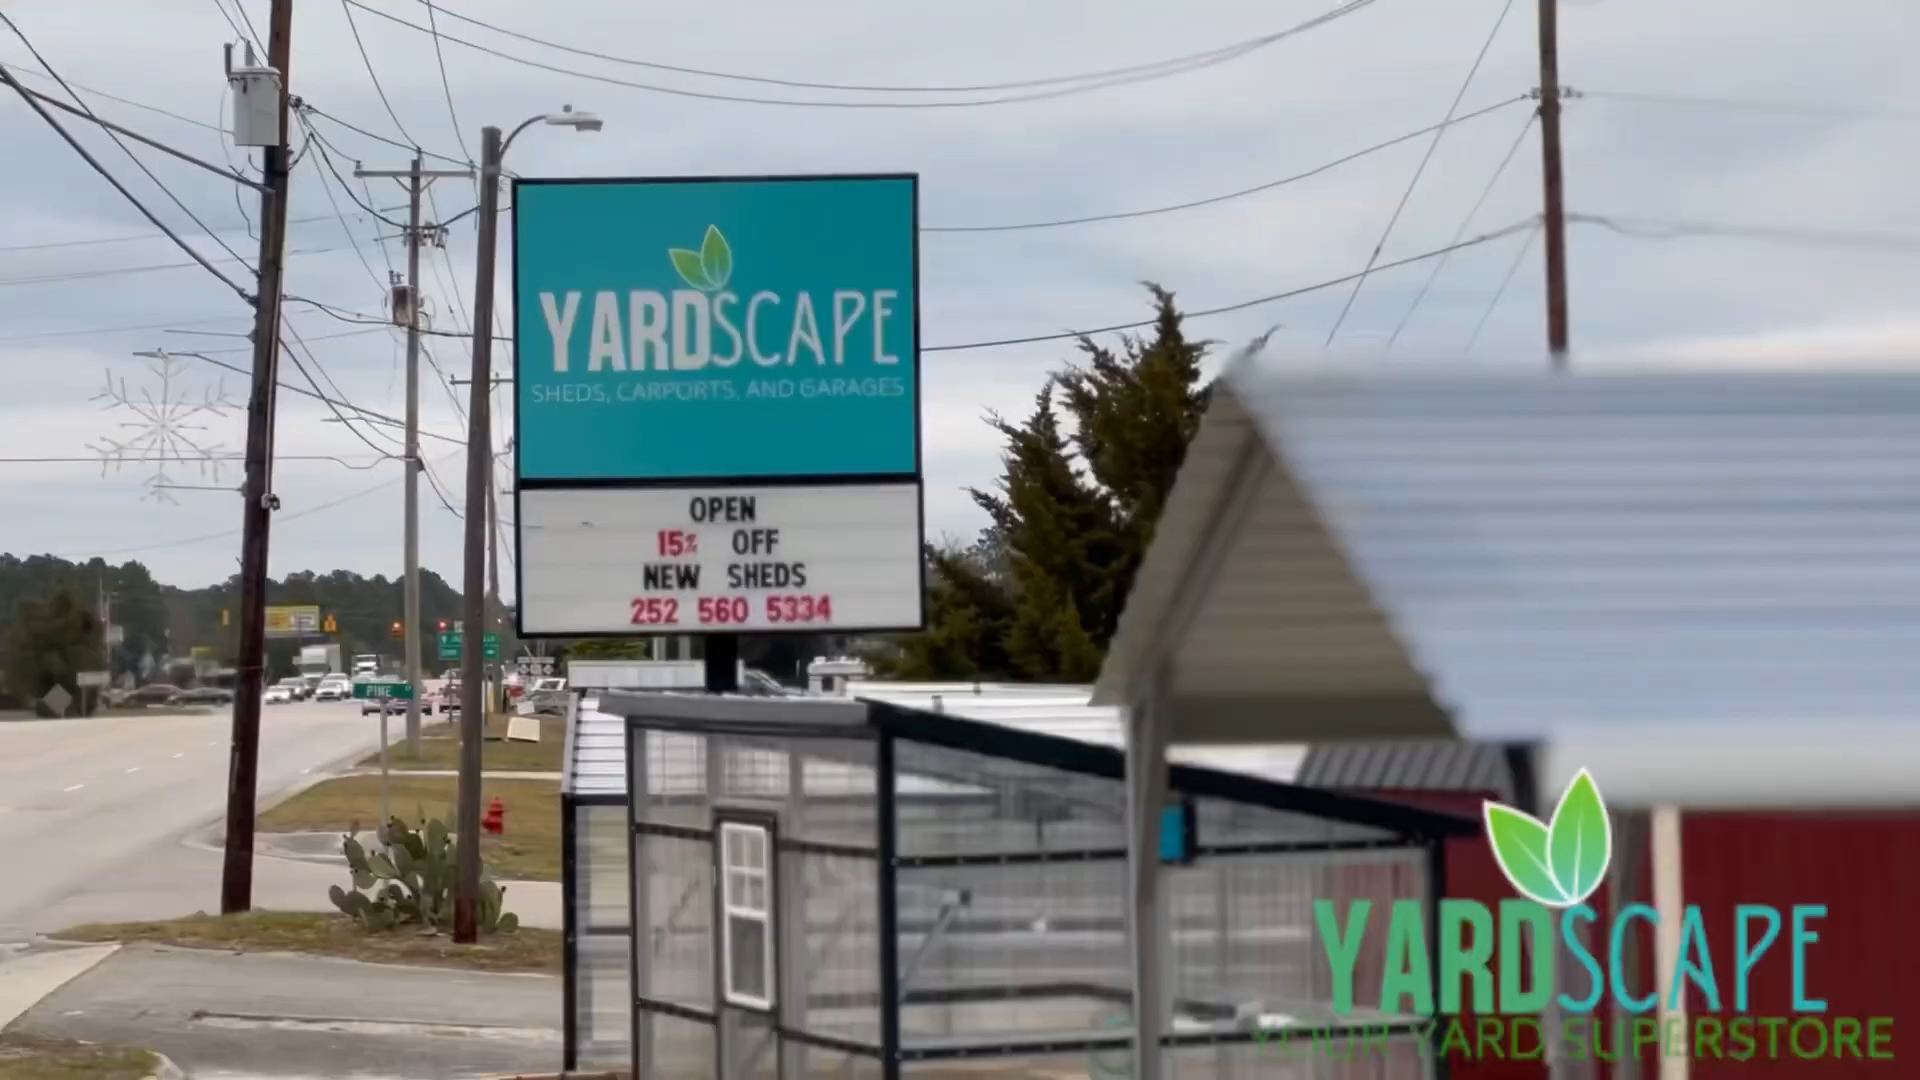 YARDSCAPE
SHEDS, CARPORTS, AND GARAGES
OPEN
15% OFF
NEW SHEDS
252 560 5334
PINE
YARDSCAPE
YOUR YARD SUPERSTORE